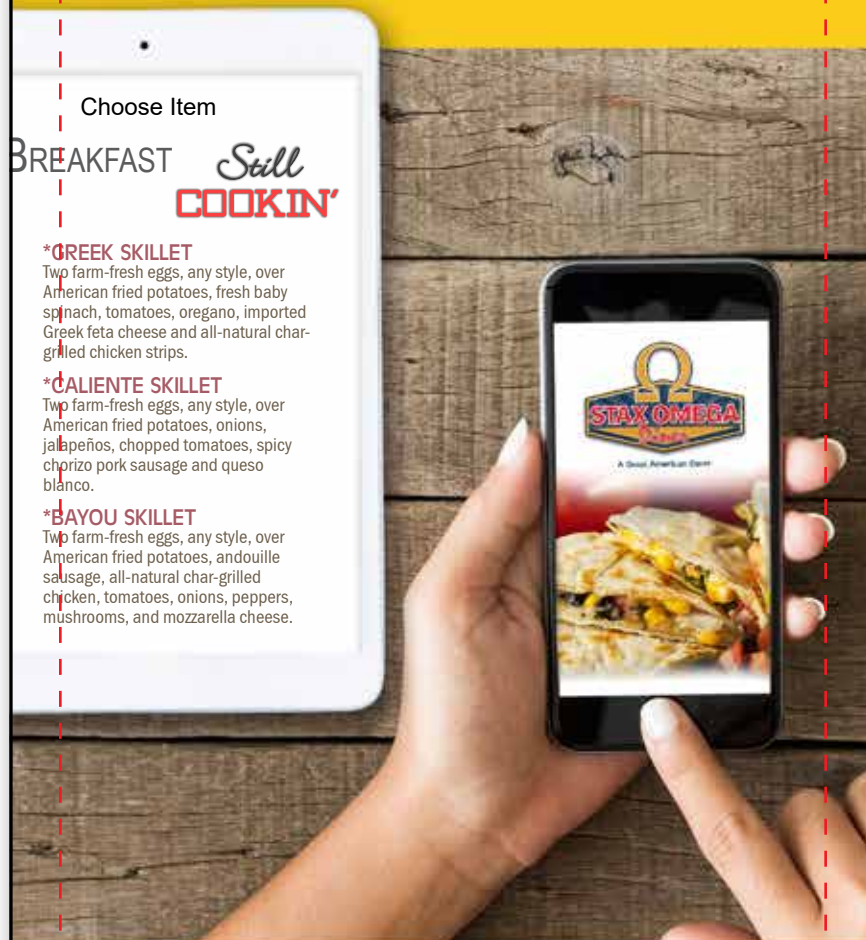 Choose Item
BREAKFAST
Still
COOKIN’
*GREEK SKILLET
Two farm-fresh eggs, any style, over
American fried potatoes, fresh baby
spinach, tomatoes, oregano, imported
Greek feta cheese and all-natural char-
grilled chicken strips.
*CALIENTE SKILLET
Two farm-fresh eggs, any style, over
American fried potatoes, onions,
jalapeños, chopped tomatoes, spicy
chorizo pork sausage and queso
blanco.
*BAYOU SKILLET
Two farm-fresh eggs, any style, over
American fried potatoes, andouille
sausage, all-natural char-grilled
chicken, tomatoes, onions, peppers,
mushrooms, and mozzarella cheese.
Ω
STAX OMEGA
Diner
A Great American Diner